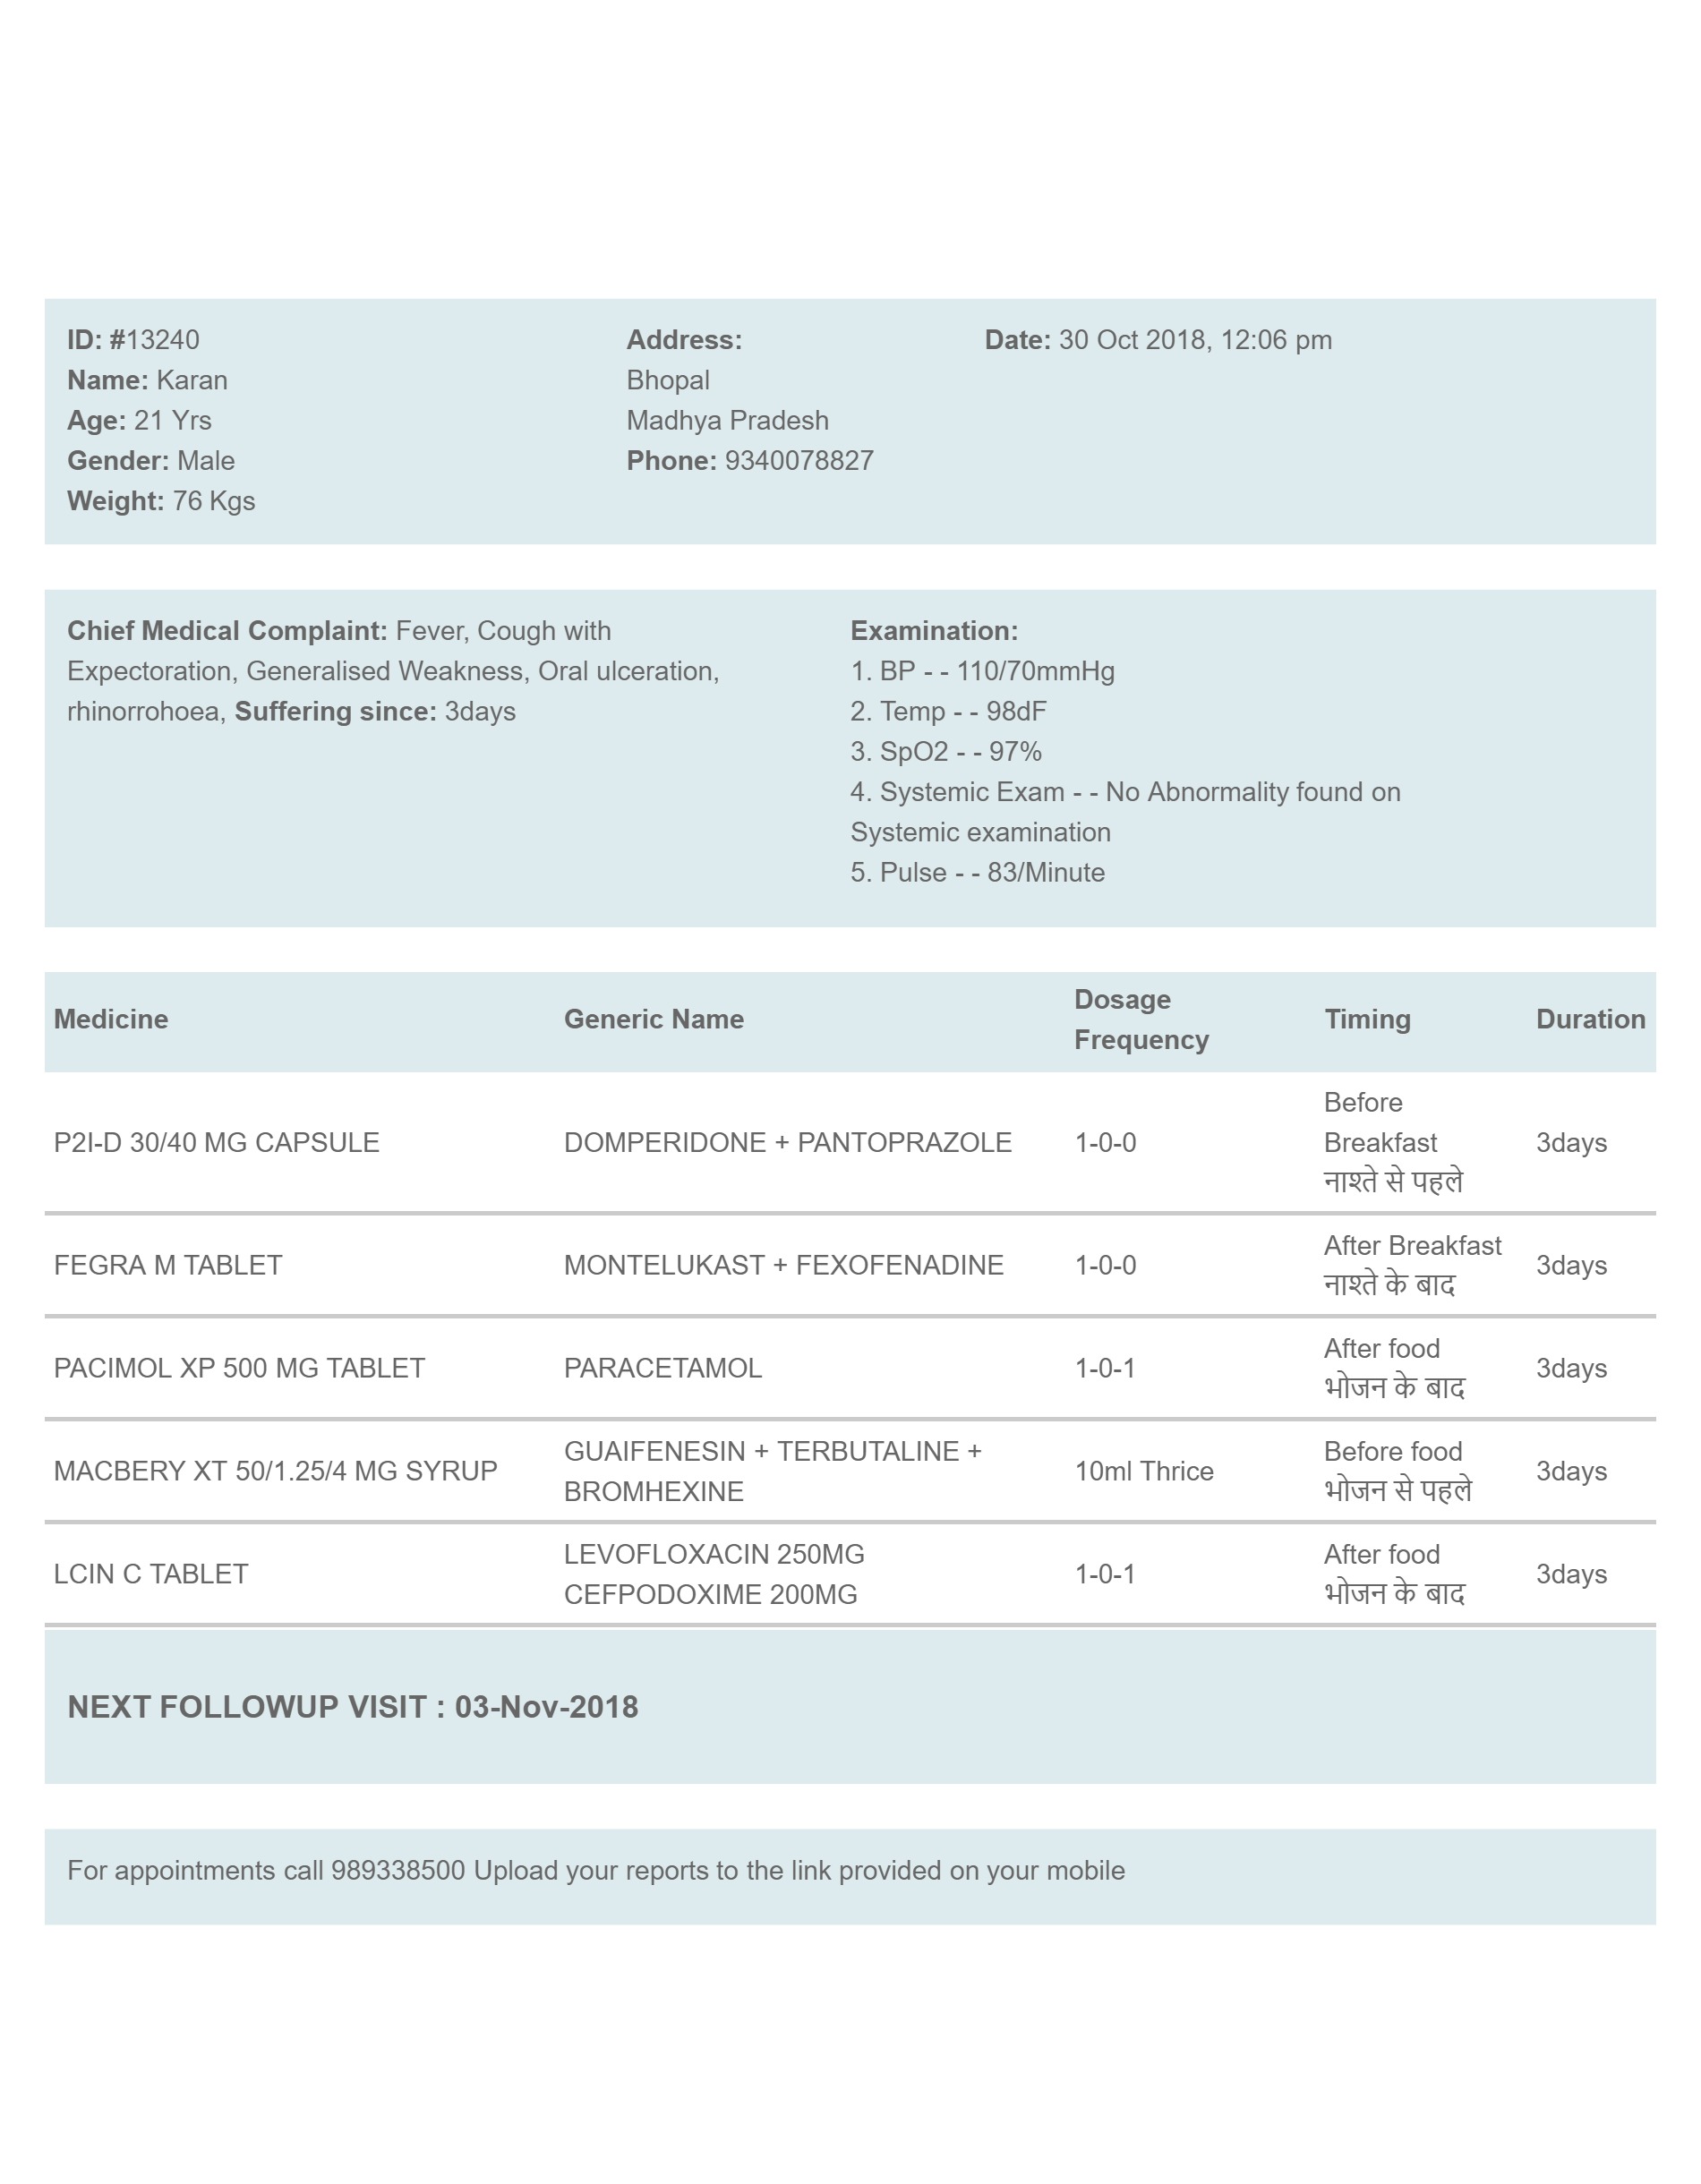 ID: #13240
Name: Karan
Age: 21 Yrs
Gender: Male
Weight: 76 Kgs
Address:
Bhopal
Madhya Pradesh
Phone: 9340078827
Date: 30 Oct 2018, 12:06 pm
Chief Medical Complaint: Fever, Cough with
Expectoration, Generalised Weakness, Oral ulceration,
rhinorrohoea, Suffering since: 3days
Examination:
1. BP - - 110/70mmHg
2. Temp - - 98dF
3. SpO2 - - 97%
4. Systemic Exam - - No Abnormality found on
Systemic examination
5. Pulse - - 83/Minute
Medicine
Generic Name
Dosage
Frequency
Timing
Duration
P2I-D 30/40 MG CAPSULE
DOMPERIDONE + PANTOPRAZOLE
1-0-0
Before
Breakfast
नाश्ते से पहले
3days
FEGRA M TABLET
MONTELUKAST + FEXOFENADINE
1-0-0
After Breakfast
नाश्ते के बाद
3days
PACIMOL XP 500 MG TABLET
PARACETAMOL
1-0-1
After food
भोजन के बाद
3days
MACBERY XT 50/1.25/4 MG SYRUP
GUAIFENESIN + TERBUTALINE +
BROMHEXINE
10ml Thrice
Before food
भोजन से पहले
3days
LCIN C TABLET
LEVOFLOXACIN 250MG
CEFPODOXIME 200MG
1-0-1
After food
भोजन के बाद
3days
NEXT FOLLOWUP VISIT : 03-Nov-2018
For appointments call 989338500 Upload your reports to the link provided on your mobile